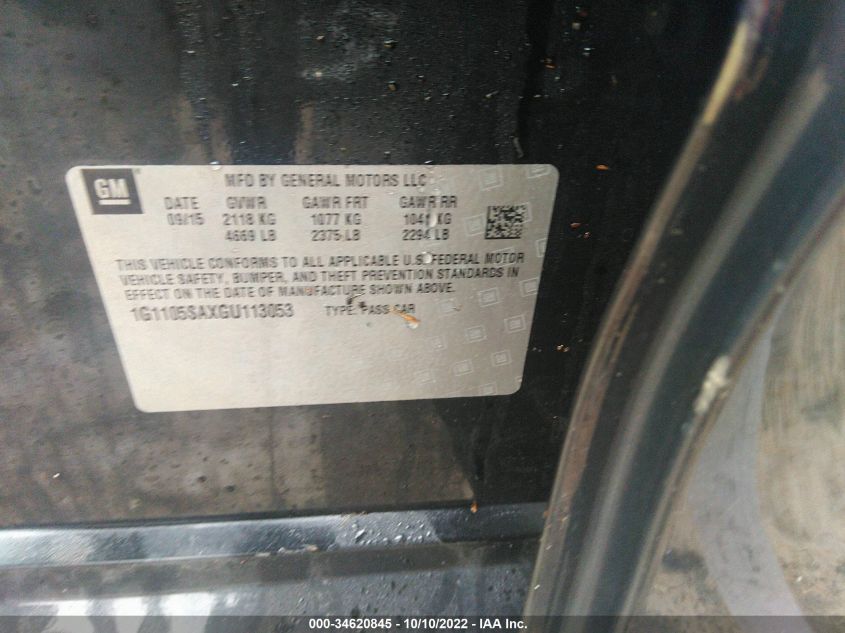 GM
MFD BY GENERAL MOTORS LLC
DATE GVWR GAWR FRT GAWR RR
09/15 2118 KG 1077 KG 1041 KG
4669 LB 2375 LB 2294 LB
THIS VEHICLE CONFORMS TO ALL APPLICABLE U.S. FEDERAL MOTOR
VEHICLE SAFETY, BUMPER, AND THEFT PREVENTION STANDARDS IN
EFFECT ON THE DATE OF MANUFACTURE SHOWN ABOVE.
1G1105SAXGU113053 TYPE: PASS CAR
000-34620845 - 10/10/2022 - IAA Inc.